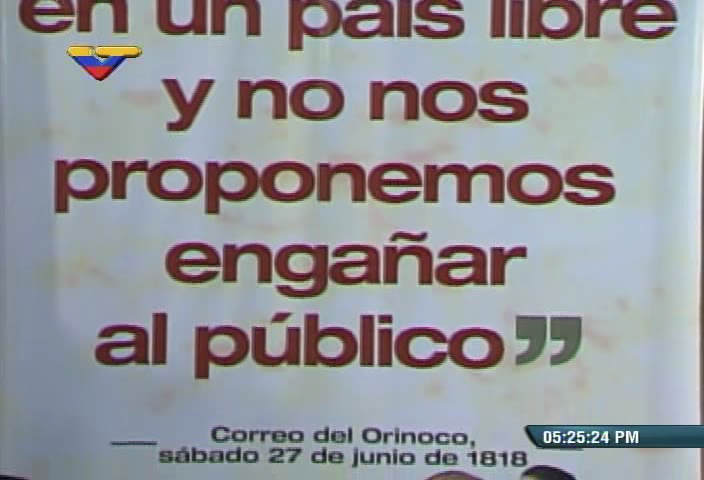 en un país libre
y no nos
proponemos
engañar
al público”
Correo del Orinoco,
sábado 27 de junio de 1818
05:25:24 PM